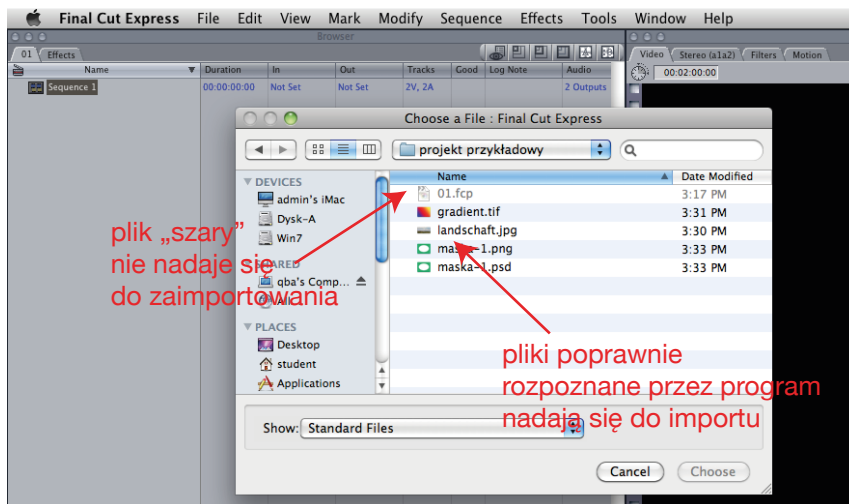 Final Cut Express File Edit View Mark Modify Sequence Effects Tools Window Help
Browser
01 Effects
Video Stereo (a1a2) Filters Motion
Name Duration In Out Tracks Good Log Note Audio
00:02:00:00
Sequence 1 00:00:00:00 Not Set Not Set 2V, 2A 2 Outputs
Choose a File : Final Cut Express
projekt przykładowy
Name Date Modified
DEVICES
admin's iMac
Dysk-A
Win7
SHARED
qba's Comp...
All
PLACES
Desktop
student
Applications
01.fcp 3:17 PM
gradient.tif 3:31 PM
landschaft.jpg 3:30 PM
maska-1.png 3:33 PM
maska-1.psd 3:33 PM
plik „szary”
nie nadaje się
do zaimportowania
pliki poprawnie
rozpoznane przez program
nadają się do importu
Show: Standard Files
Cancel Choose